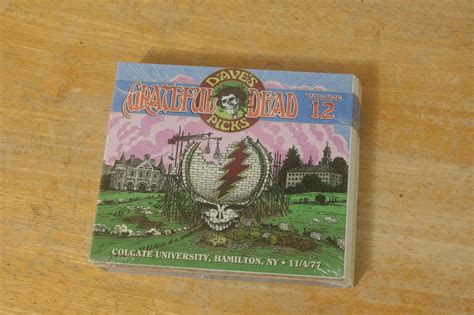 DAVE'S
GRATEFUL DEAD
PICKS
VOLUME
12
COLGATE UNIVERSITY, HAMILTON, NY • 11/4/77